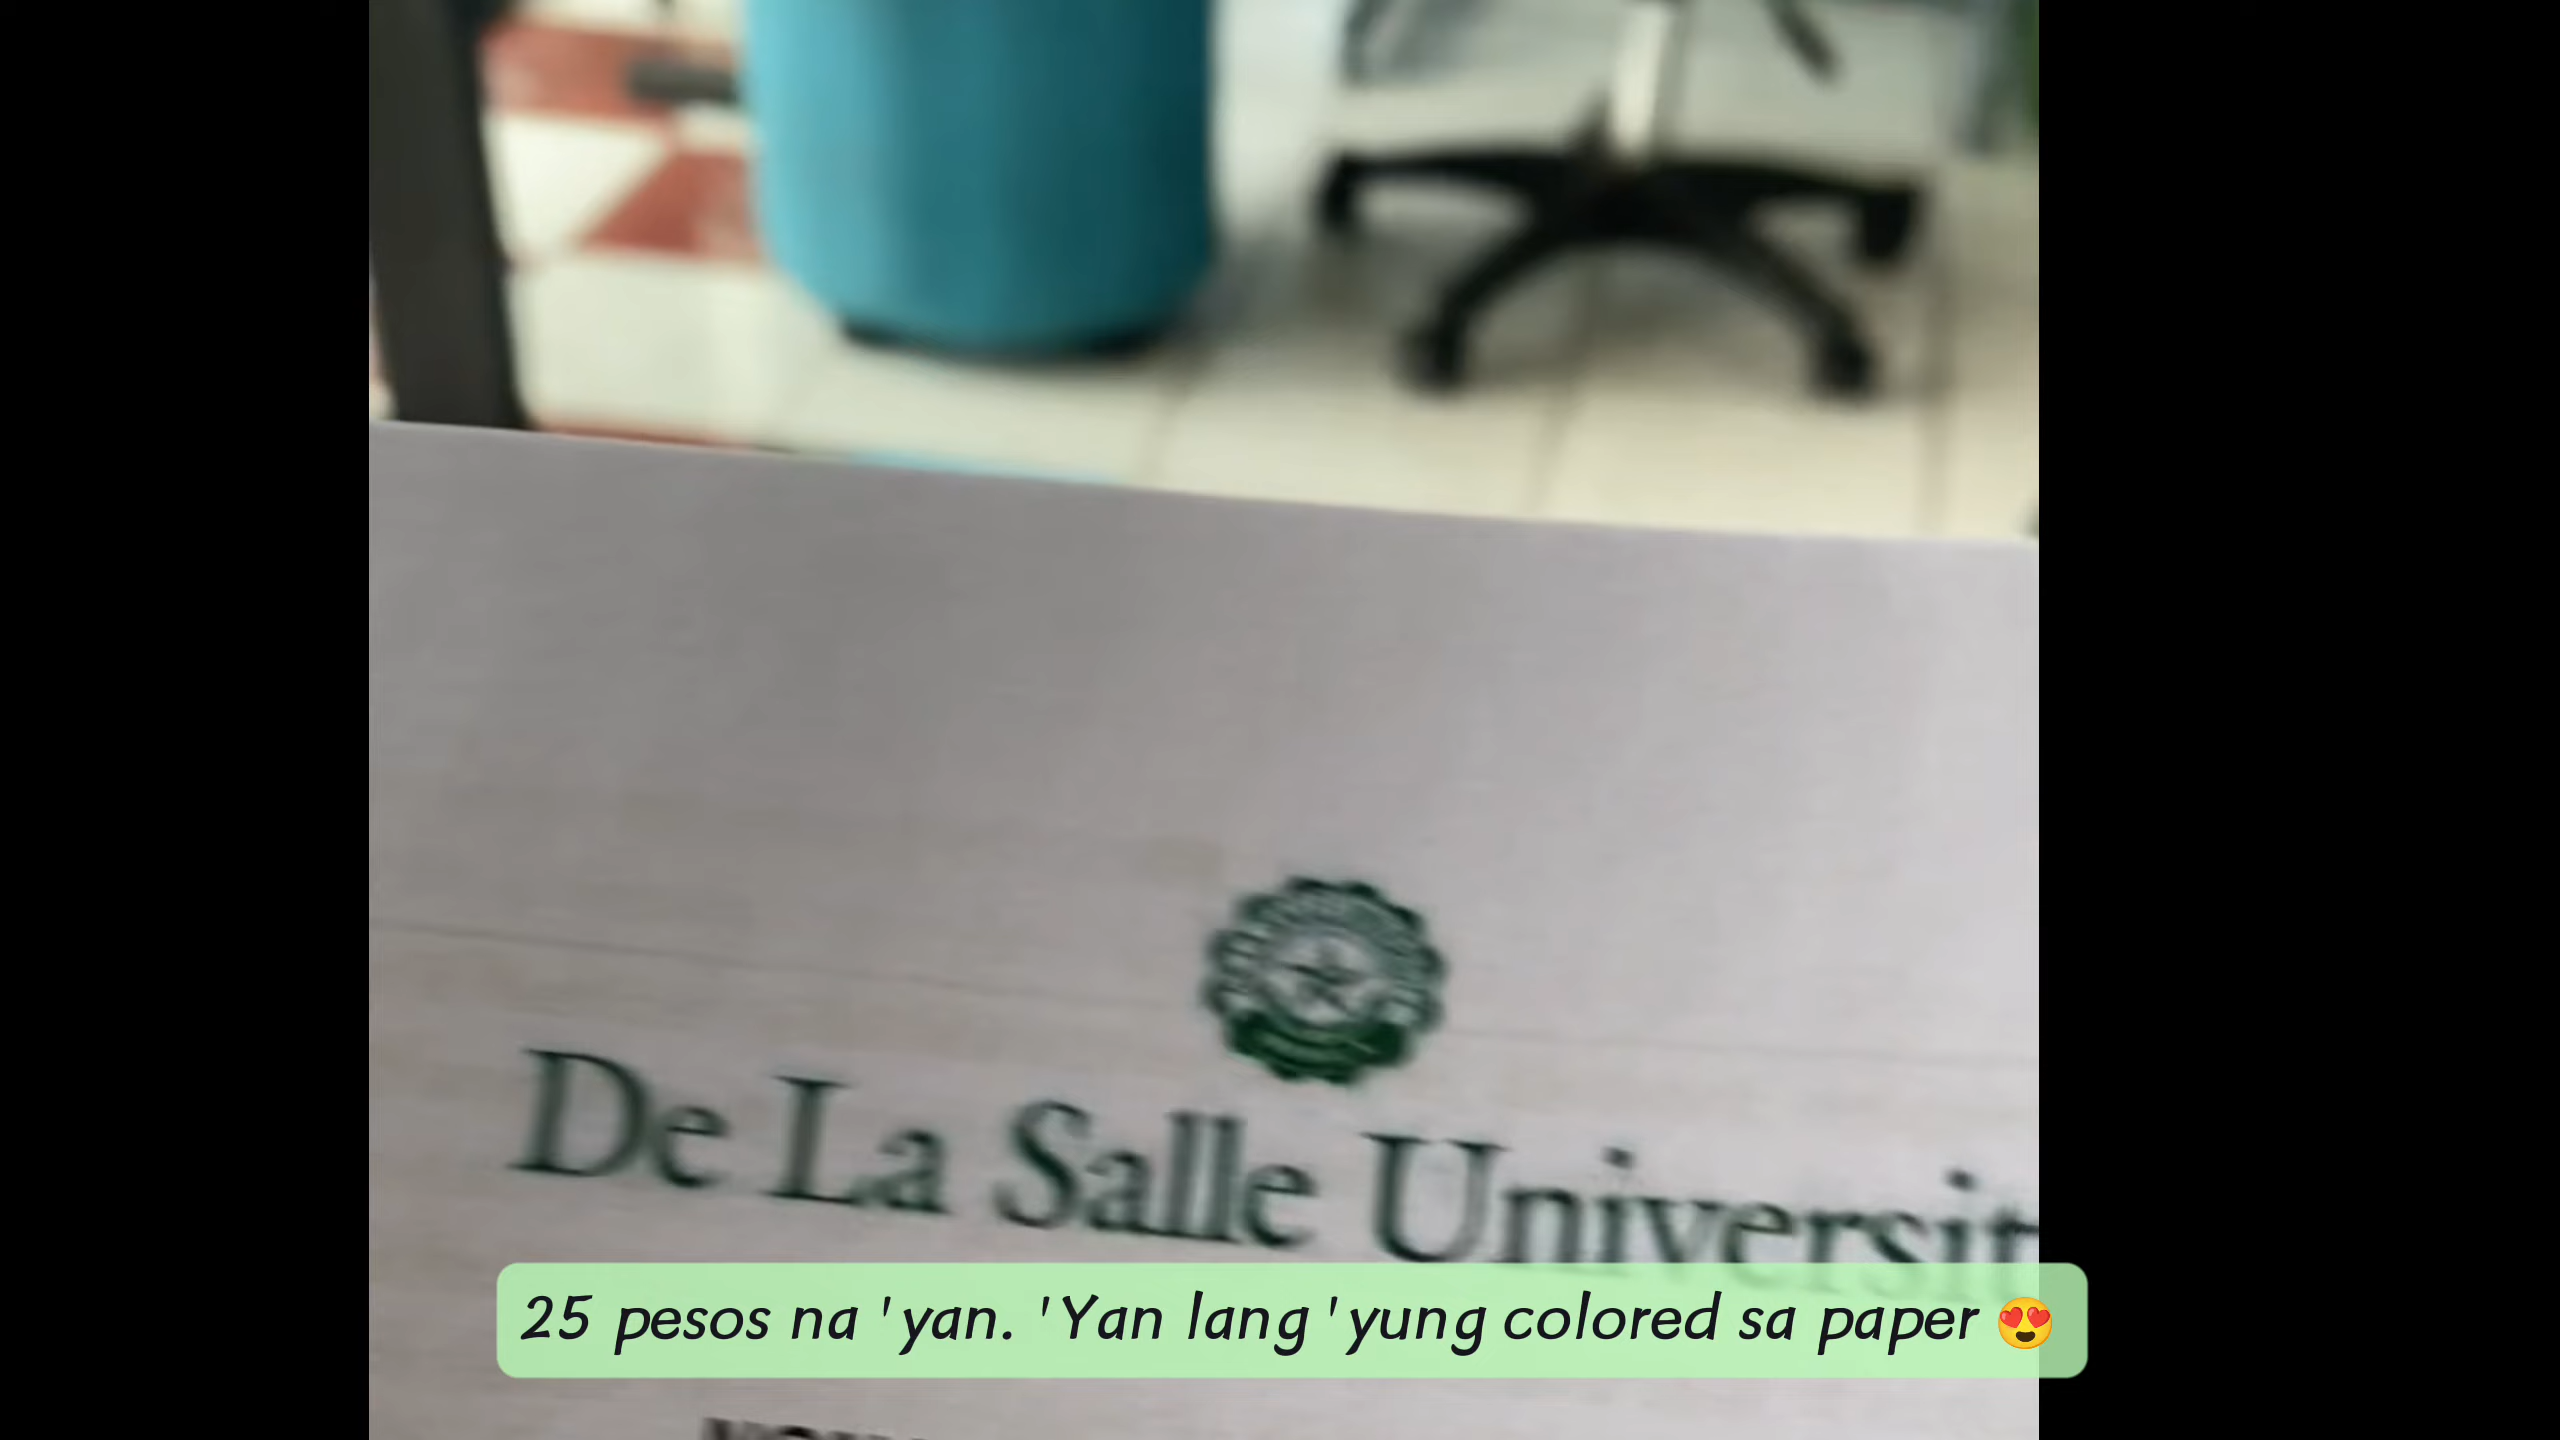 De La Salle Universit
25 pesos na 'yan. 'Yan lang 'yung colored sa paper 😍